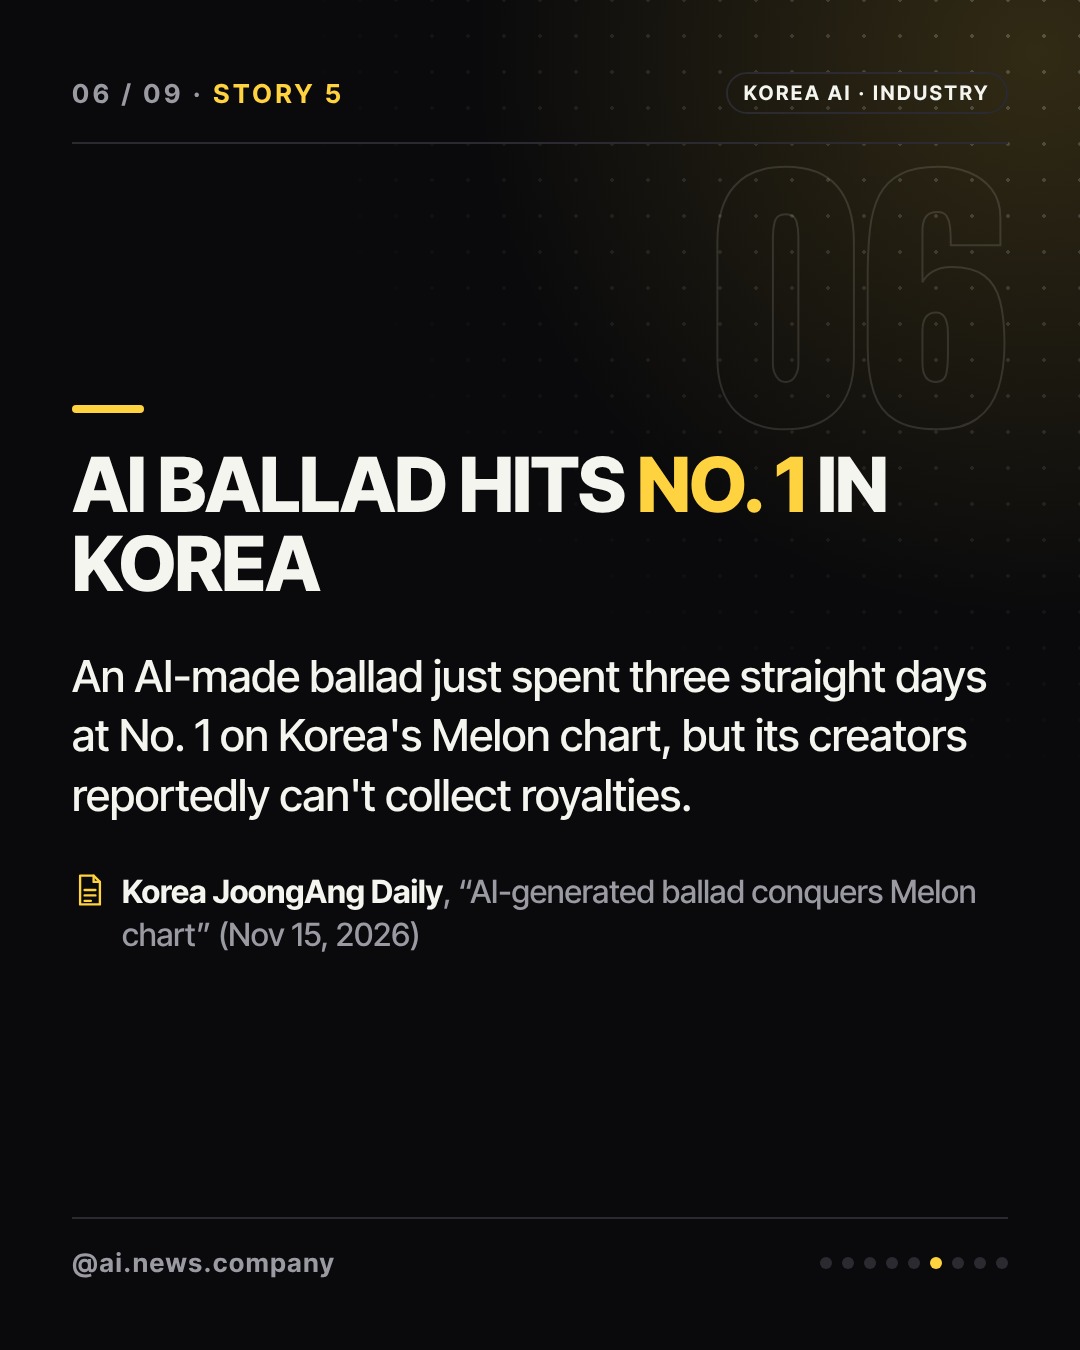 06 / 09 · STORY 5
KOREA AI · INDUSTRY
06
AI BALLAD HITS NO. 1 IN
KOREA
An AI-made ballad just spent three straight days
at No. 1 on Korea's Melon chart, but its creators
reportedly can't collect royalties.
Korea JoongAng Daily, “AI-generated ballad conquers Melon
chart” (Nov 15, 2026)
@ai.news.company